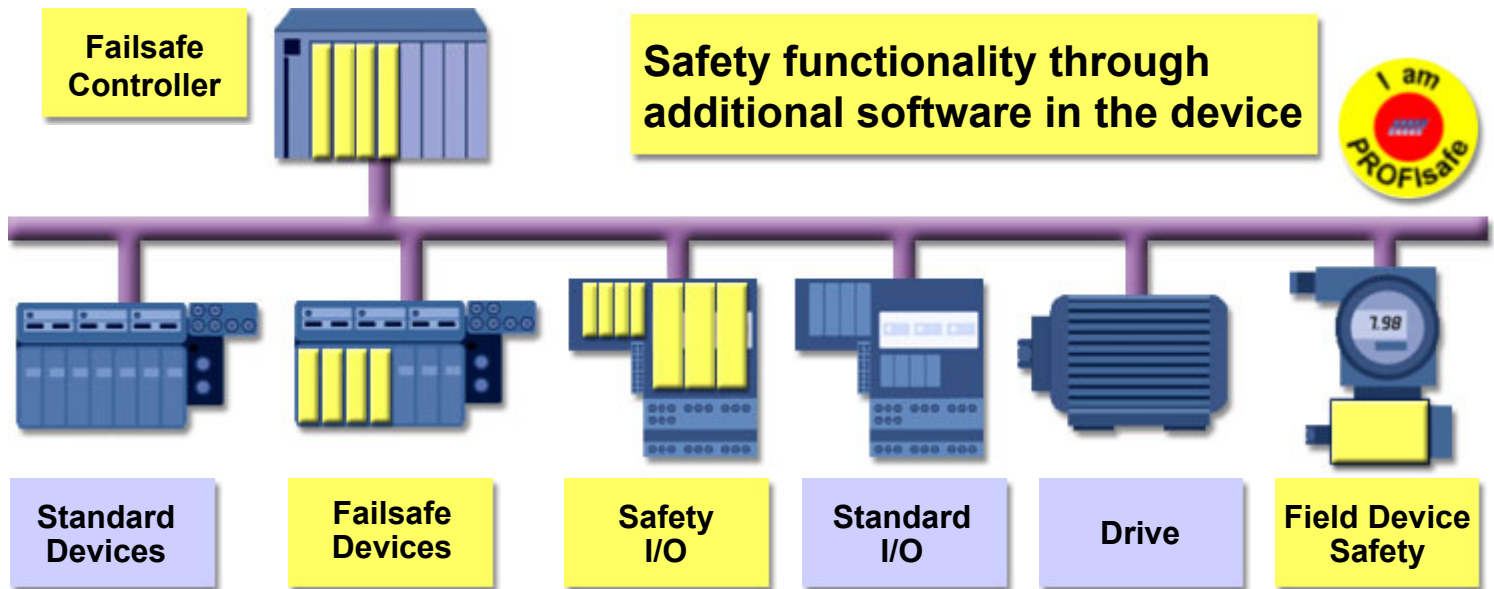 Failsafe
Controller
Safety functionality through
additional software in the device
I am
PROFIsafe
7.98
Standard
Devices
Failsafe
Devices
Safety
I/O
Standard
I/O
Drive
Field Device
Safety